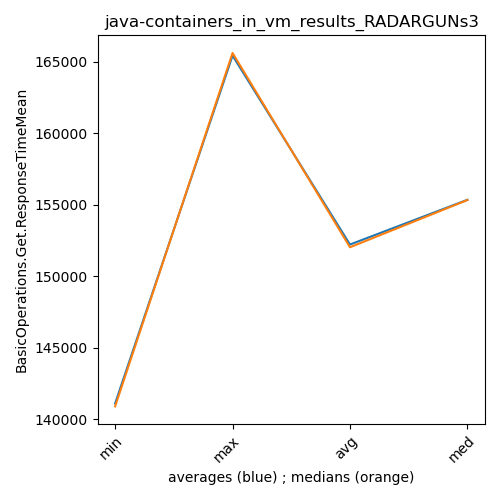 java-containers_in_vm_results_RADARGUNs3
BasicOperations.Get.ResponseTimeMean
165000
160000
155000
150000
145000
140000
min
max
avg
med
averages (blue) ; medians (orange)